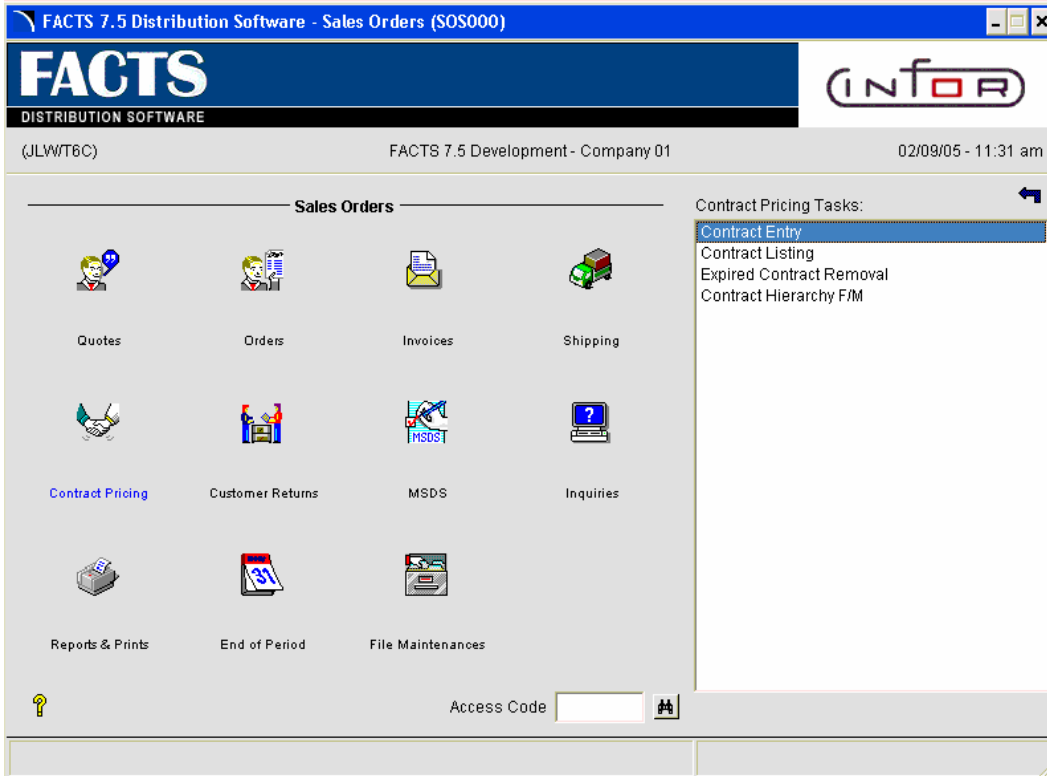 FACTS 7.5 Distribution Software - Sales Orders (SOS000)
FACTS
DISTRIBUTION SOFTWARE
infor
(JLW/T6C) FACTS 7.5 Development - Company 01 02/09/05 - 11:31 am
Sales Orders
Quotes Orders Invoices Shipping
MSDS
?
Contract Pricing Customer Returns MSDS Inquiries
31
Reports & Prints End of Period File Maintenances
?
Access Code
Contract Pricing Tasks:
Contract Entry
Contract Listing
Expired Contract Removal
Contract Hierarchy F/M